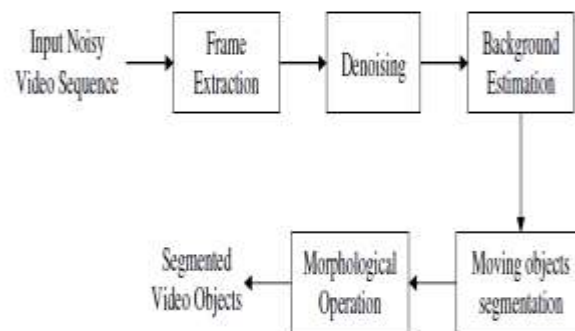 Input Noisy
Video Sequence
Frame
Extraction
Denoising
Background
Estimation
Moving objects
segmentation
Morphological
Operation
Segmented
Video Objects